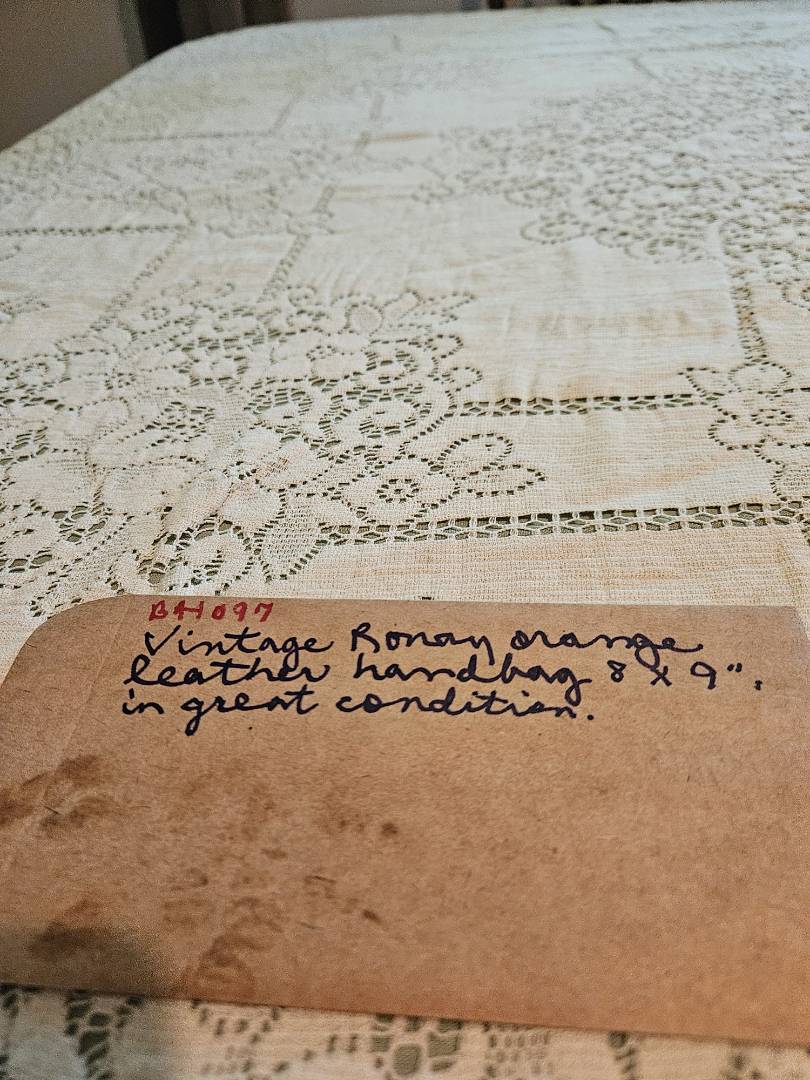 BH097
Vintage Ronay orange
leather handbag 8 x 9",
in great condition.